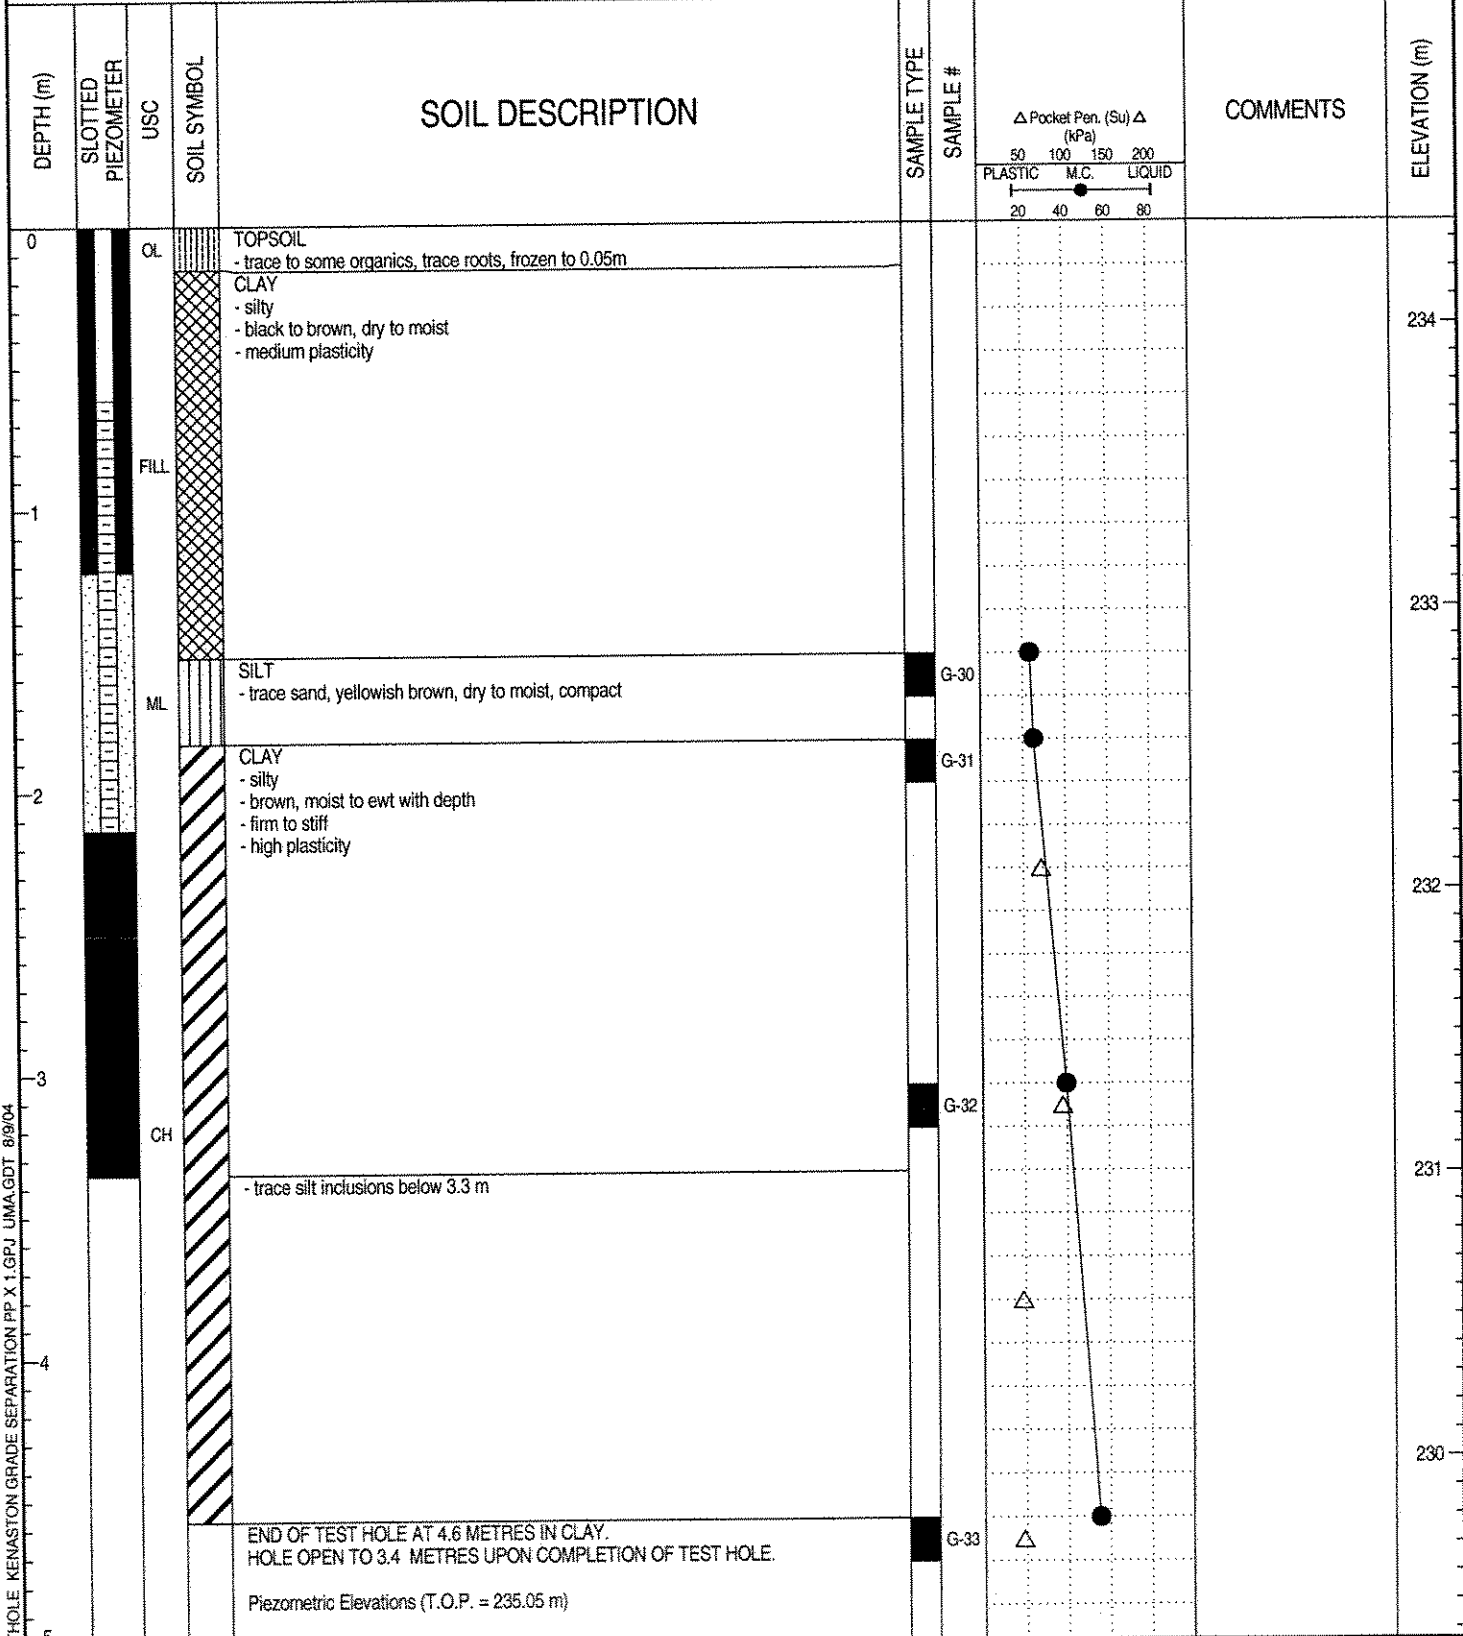 DEPTH (m)
SLOTTED
PIEZOMETER
USC
SOIL SYMBOL
SOIL DESCRIPTION
SAMPLE TYPE
SAMPLE #
△ Pocket Pen. (Su) △
(kPa)
50 100 150 200
PLASTIC M.C. LIQUID
20 40 60 80
COMMENTS
ELEVATION (m)
0
OL
TOPSOIL
- trace to some organics, trace roots, frozen to 0.05m
CLAY
- silty
- black to brown, dry to moist
- medium plasticity
234
FILL
1
233
SILT
- trace sand, yellowish brown, dry to moist, compact
G-30
ML
CLAY
- silty
- brown, moist to ewt with depth
- firm to stiff
- high plasticity
G-31
2
232
3
G-32
CH
231
- trace silt inclusions below 3.3 m
4
230
END OF TEST HOLE AT 4.6 METRES IN CLAY.
HOLE OPEN TO 3.4 METRES UPON COMPLETION OF TEST HOLE.
G-33
Piezometric Elevations (T.O.P. = 235.05 m)
HOLE KENASTON GRADE SEPARATION PP X 1.GPJ UMA.GDT 8/9/04